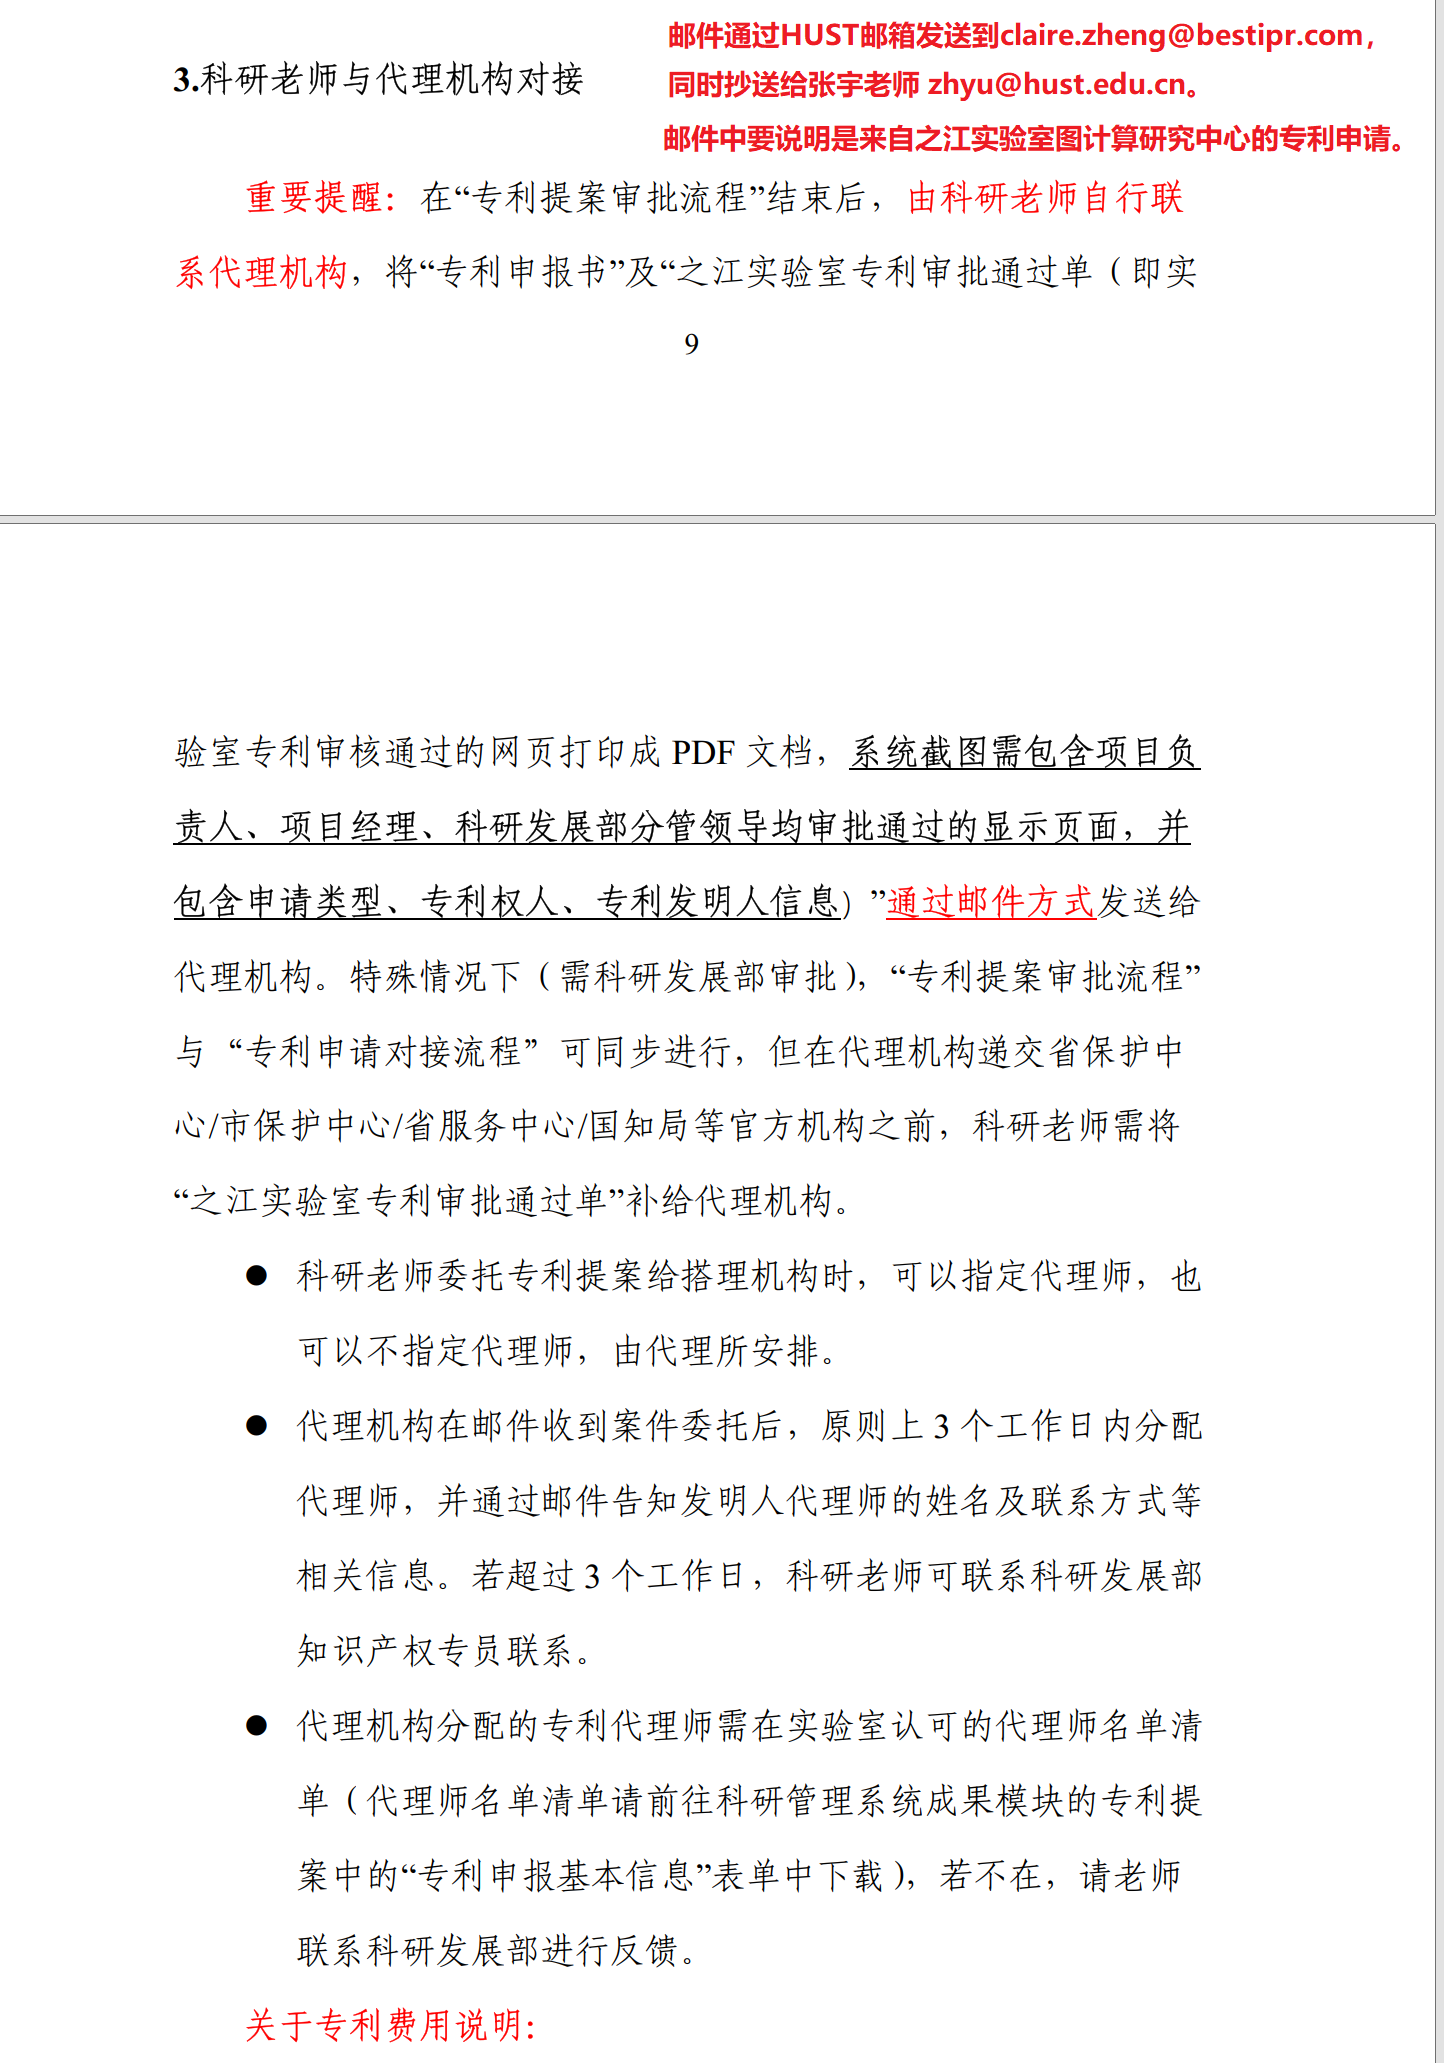 邮件通过HUST邮箱发送到claire.zheng@bestipr.com，
同时抄送给张宇老师 zhyu@hust.edu.cn。
邮件中要说明是来自之江实验室图计算研究中心的专利申请。
3.科研老师与代理机构对接
重要提醒：在“专利提案审批流程”结束后，由科研老师自行联
系代理机构，将“专利申报书”及“之江实验室专利审批通过单（即实
9
验室专利审核通过的网页打印成 PDF 文档，系统截图需包含项目负
责人、项目经理、科研发展部分管领导均审批通过的显示页面，并
包含申请类型、专利权人、专利发明人信息）”通过邮件方式发送给
代理机构。特殊情况下（需科研发展部审批），“专利提案审批流程”
与“专利申请对接流程”可同步进行，但在代理机构递交省保护中
心/市保护中心/省服务中心/国知局等官方机构之前，科研老师需将
“之江实验室专利审批通过单”补给代理机构。
● 科研老师委托专利提案给搭理机构时，可以指定代理师，也
可以不指定代理师，由代理所安排。
● 代理机构在邮件收到案件委托后，原则上 3 个工作日内分配
代理师，并通过邮件告知发明人代理师的姓名及联系方式等
相关信息。若超过 3 个工作日，科研老师可联系科研发展部
知识产权专员联系。
● 代理机构分配的专利代理师需在实验室认可的代理师名单清
单（代理师名单清单请前往科研管理系统成果模块的专利提
案中的“专利申报基本信息”表单中下载），若不在，请老师
联系科研发展部进行反馈。
关于专利费用说明：